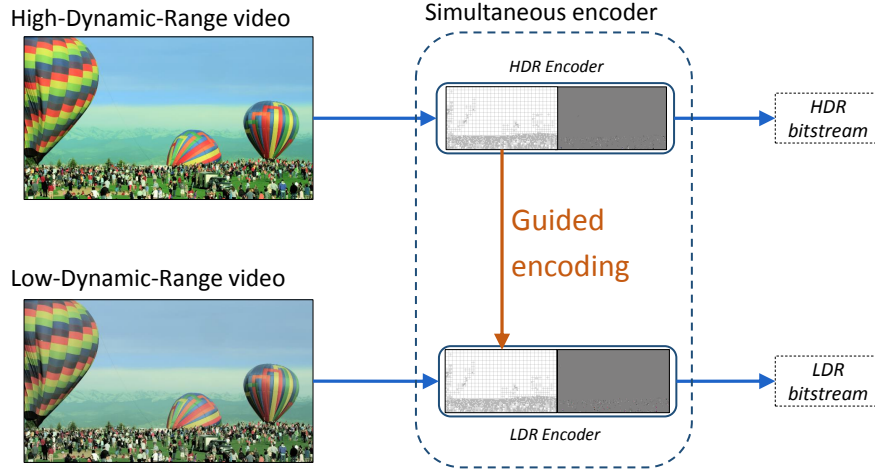 High-Dynamic-Range video
Simultaneous encoder
HDR Encoder
HDR
bitstream
Guided
encoding
Low-Dynamic-Range video
LDR
bitstream
LDR Encoder